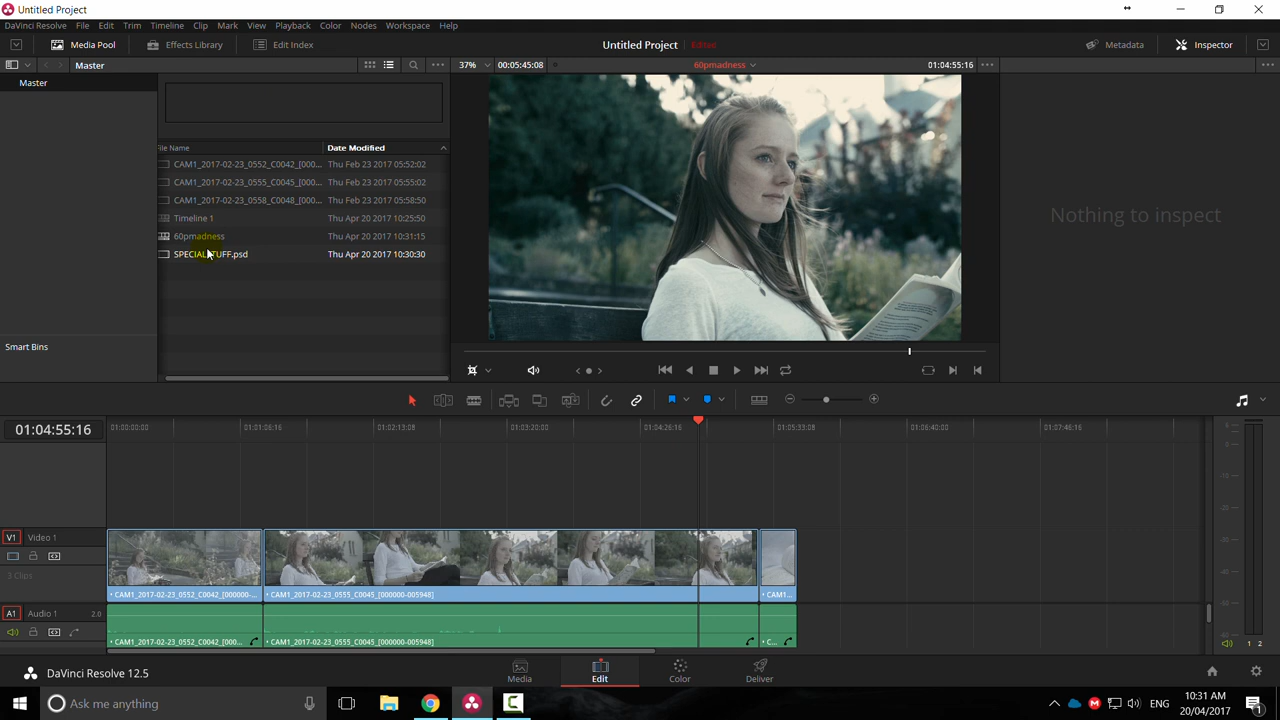 Untitled Project
DaVinci Resolve File Edit Trim Timeline Clip Mark View Playback Color Nodes Workspace Help
Media Pool Effects Library Edit Index Untitled Project Edited Metadata Inspector
Master 37% 00:05:45:08 60pmadness 01:04:55:16
Master
File Name Date Modified
CAM1_2017-02-23_0552_C0042_[000... Thu Feb 23 2017 05:52:02
CAM1_2017-02-23_0555_C0045_[000... Thu Feb 23 2017 05:55:02
CAM1_2017-02-23_0558_C0048_[000... Thu Feb 23 2017 05:58:50
Timeline 1 Thu Apr 20 2017 10:25:50
60pmadness Thu Apr 20 2017 10:31:15
Thu Apr 20 2017 10:30:30
Nothing to inspect
Smart Bins
01:04:55:16 01:00:00:00 01:01:06:16 01:02:13:08 01:03:20:00 01:04:26:16 01:05:33:08 01:06:40:00 01:07:46:16
V1 Video 1
3 Clips
CAM1_2017-02-23_0552_C0042_[000000-... CAM1_2017-02-23_0555_C0045_[000000-005948] CAM1...
A1 Audio 1 2.0
CAM1_2017-02-23_0552_C0042_[000... CAM1_2017-02-23_0555_C0045_[000000-005948] C...
1 2
DaVinci Resolve 12.5 Media Edit Color Deliver
Ask me anything ENG 10:31 AM
20/04/2017 1